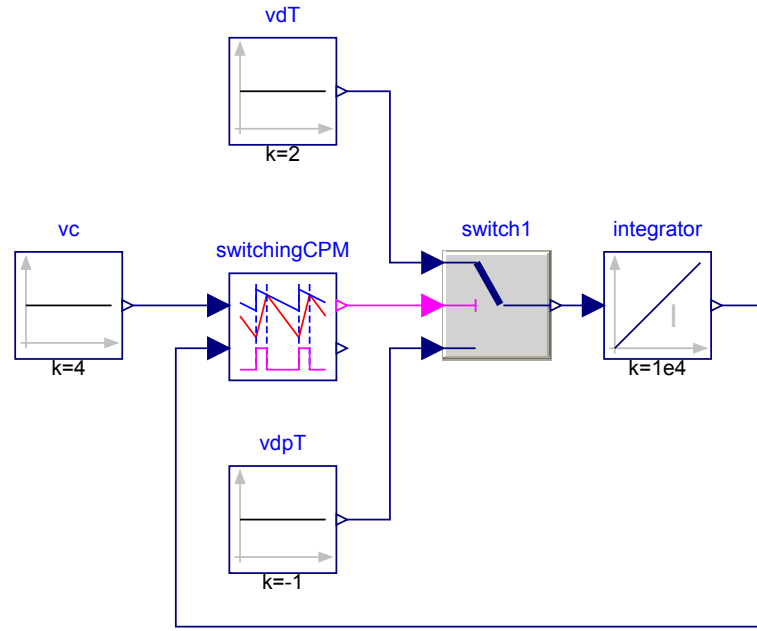 vdT
k=2
vc
k=4
switchingCPM
switch1
integrator
k=1e4
vdpT
k=-1